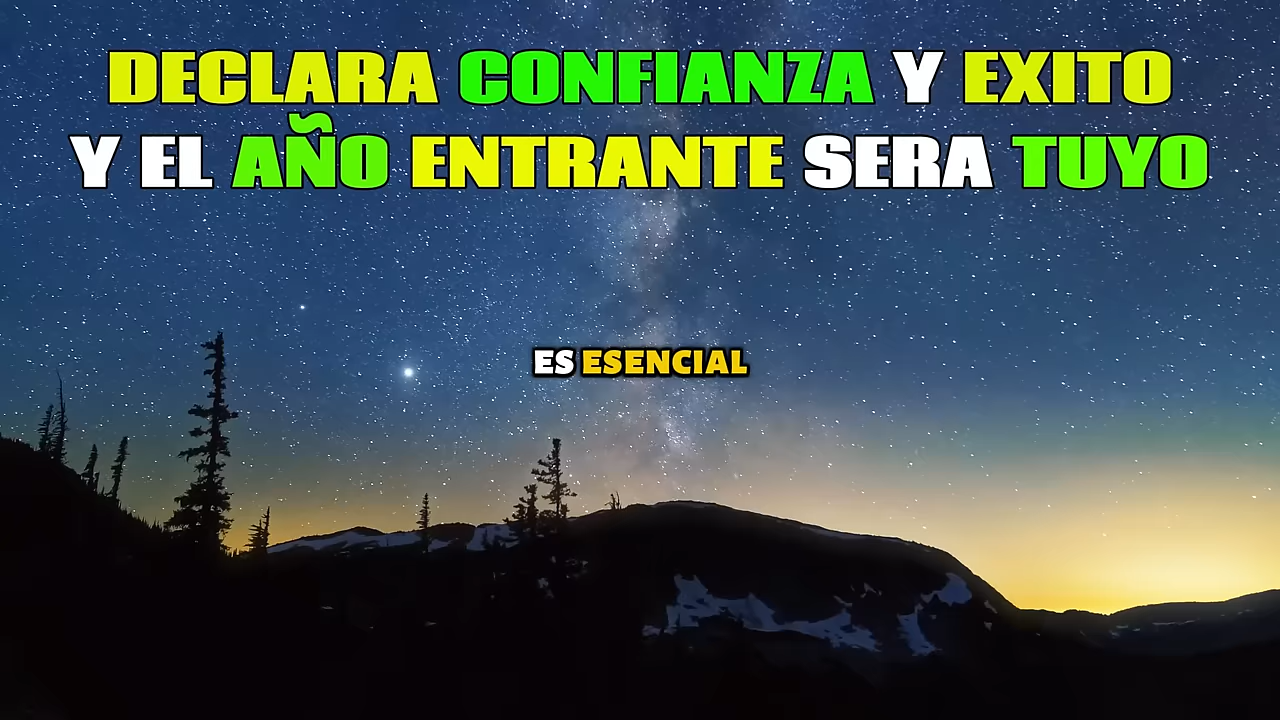 DECLARA CONFIANZA Y EXITO
Y EL AÑO ENTRANTE SERA TUYO
ES ESENCIAL